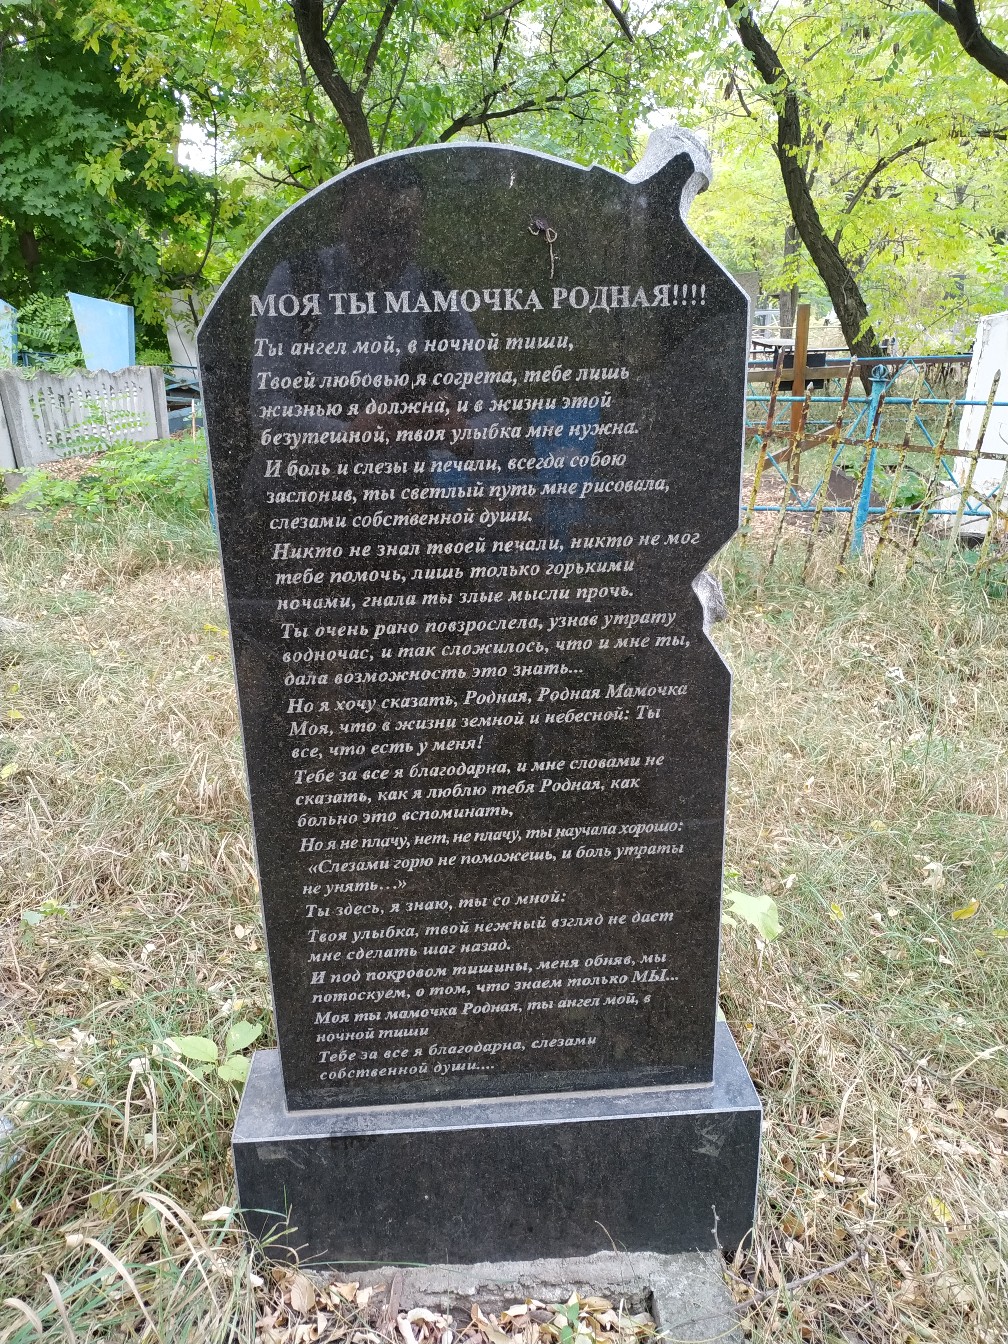 МОЯ ТЫ МАМОЧКА РОДНАЯ!!!!
Ты ангел мой, в ночной тиши,
Твоей любовью я согрета, тебе лишь
жизнью я должна, и в жизни этой
безутешной, твоя улыбка мне нужна.
И боль и слезы и печали, всегда собою
заслонив, ты светлый путь мне рисовала,
слезами собственной души.
Никто не знал твоей печали, никто не мог
тебе помочь, лишь только горькими
ночами, гнала ты злые мысли прочь.
Ты очень рано повзрослела, узнав утрату
водночас, и так сложилось, что и мне ты,
дала возможность это знать...
Но я хочу сказать, Родная, Родная Мамочка
Моя, что в жизни земной и небесной: Ты
все, что есть у меня!
Тебе за все я благодарна, и мне словами не
сказать, как я люблю тебя Родная, как
больно это вспоминать,
Но я не плачу, нет, не плачу, ты научала хорошо:
«Слезами горю не поможешь, и боль утраты
не унять...»
Ты здесь, я знаю, ты со мной:
Твоя улыбка, твой нежный взгляд не даст
мне сделать шаг назад.
И под покровом тишины, меня обняв, мы
потоскуем, о том, что знаем только МЫ...
Моя ты мамочка Родная, ты ангел мой, в
ночной тиши
Тебе за все я благодарна, слезами
собственной души....